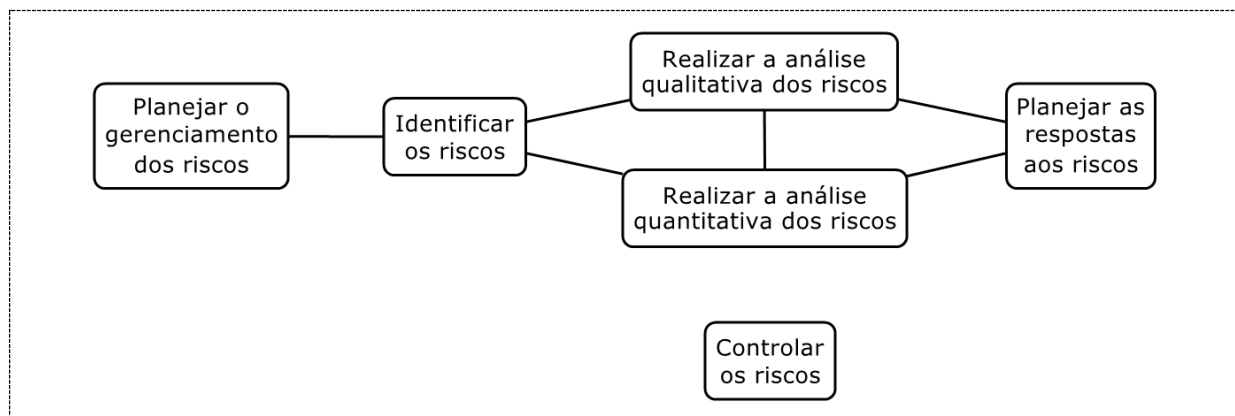 Planejar o
gerenciamento
dos riscos
Identificar
os riscos
Realizar a análise
qualitativa dos riscos
Realizar a análise
quantitativa dos riscos
Planejar as
respostas
aos riscos
Controlar
os riscos